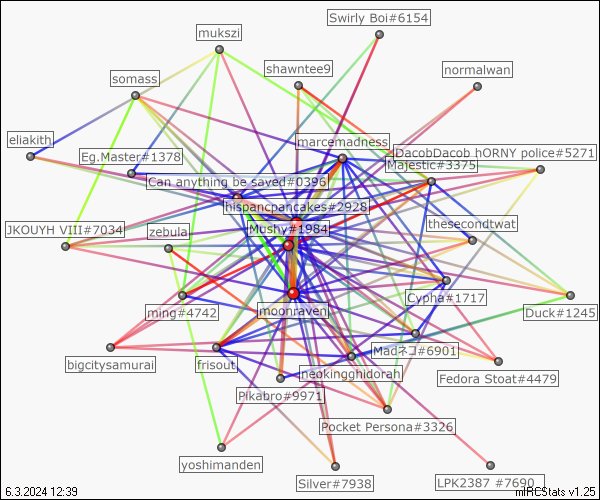 Swirly Boi#6154
mukszi
shawntee9
normalwan
somass
eliakith
marcemadness
DacobDacob hORNY police#5271
Eg.Master#1378
Majestic#3375
Can anything be saved#0396
hispancpancakes#2928
JKOUYH VIII#7034
zebula
Mushy#1984
thesecondtwat
ming#4742
moonraven
Cypha#1717
Duck#1245
bigcitysamurai
frisout
neokingghidorah
Madネコ#6901
Fedora Stoat#4479
Pikabro#9971
Pocket Persona#3326
yoshimanden
Silver#7938
LPK2387 #7690
6.3.2024 12:39
mIRCStats v1.25